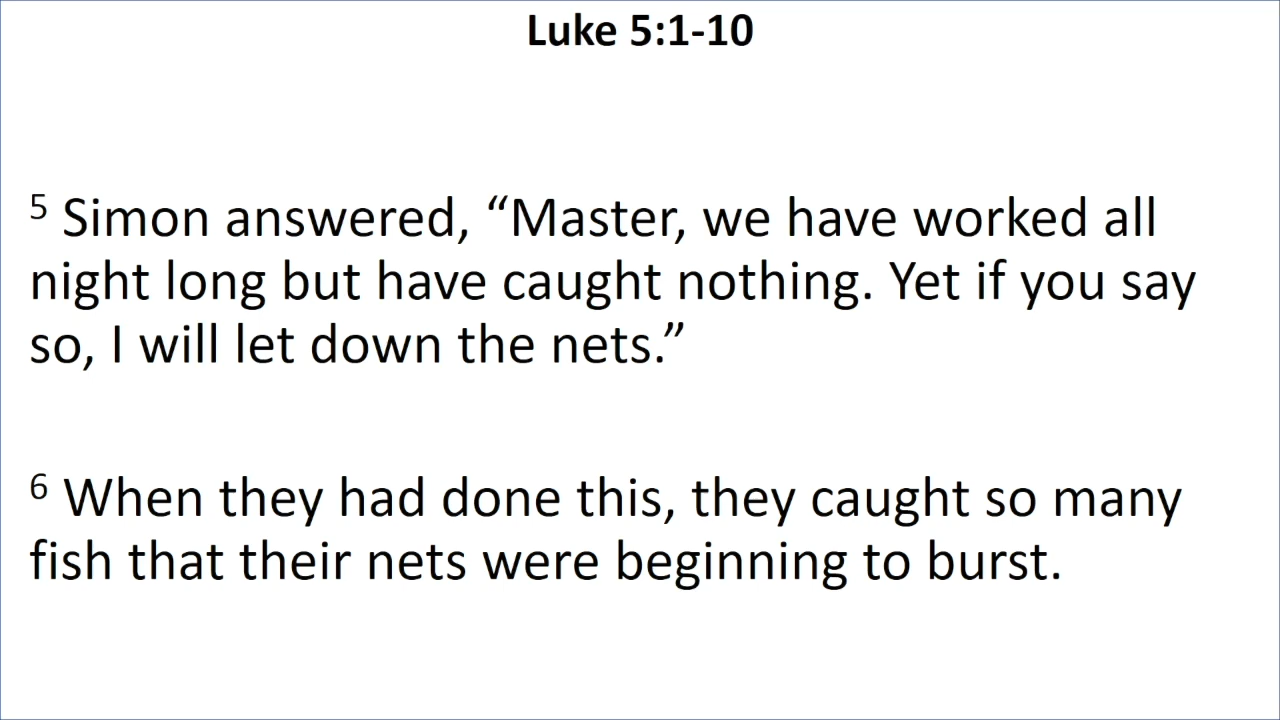 Luke 5:1-10
5 Simon answered, “Master, we have worked all
night long but have caught nothing. Yet if you say
so, I will let down the nets.”
6 When they had done this, they caught so many
fish that their nets were beginning to burst.